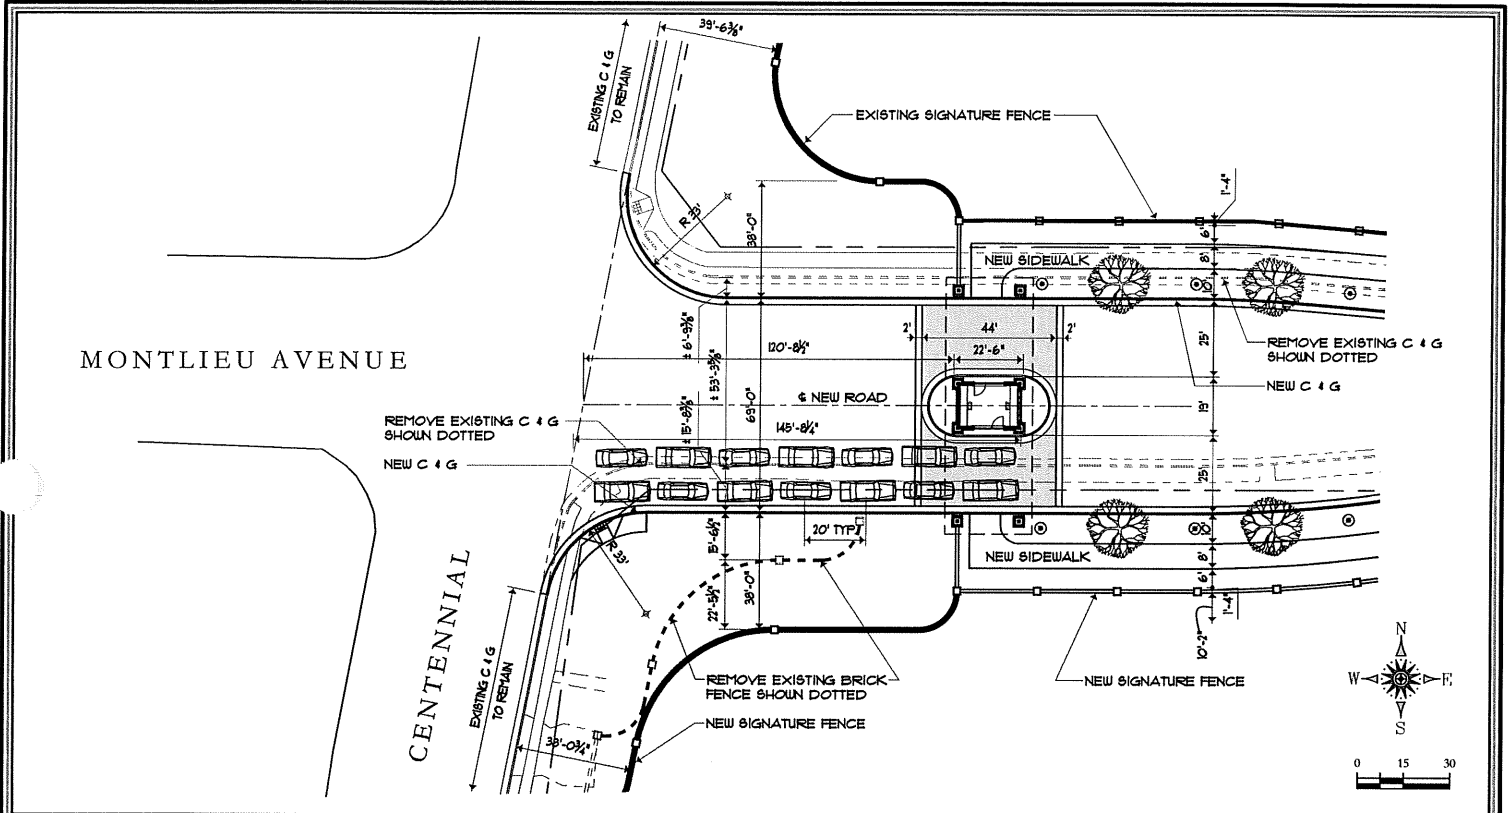 39'-6⅜"
EXISTING C & G
TO REMAIN
EXISTING SIGNATURE FENCE
1'-4"
R 33'
38'-0"
6'
NEW SIDEWALK
8'
10'
2'
44'
2'
± 6'-9⅜"
120'-8½"
22'-6"
25'
REMOVE EXISTING C & G
SHOWN DOTTED
MONTLIEU AVENUE
± 53'-3⅝"
NEW C & G
℄ NEW ROAD
69'-0"
19'
REMOVE EXISTING C & G
SHOWN DOTTED
± 15'-8⅜"
145'-8¼"
NEW C & G
25'
15'-6½"
20' TYP.
10'
R 33'
NEW SIDEWALK
8'
CENTENNIAL
22'-5½"
38'-0"
6'
1'-4"
10'-2"
EXISTING C & G
TO REMAIN
REMOVE EXISTING BRICK
FENCE SHOWN DOTTED
NEW SIGNATURE FENCE
NEW SIGNATURE FENCE
38'-0¾"
N
W E
S
0 15 30